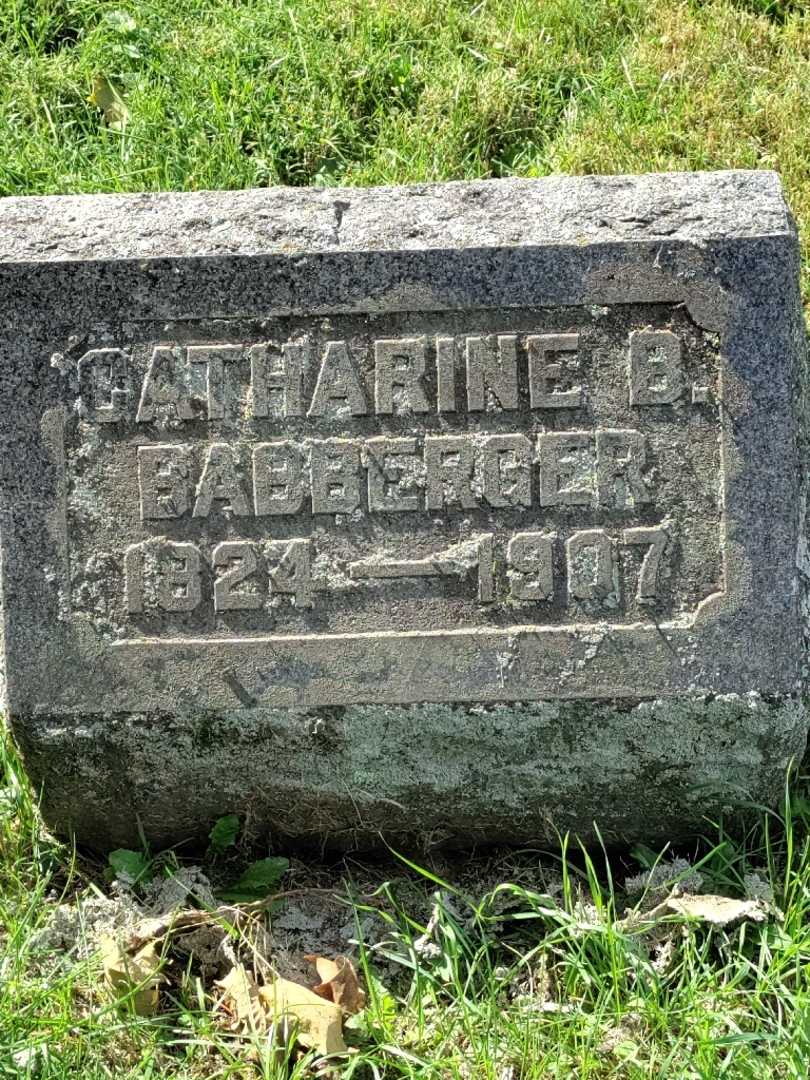 CATHARINE B.
BABBERGER
1824 — 1907